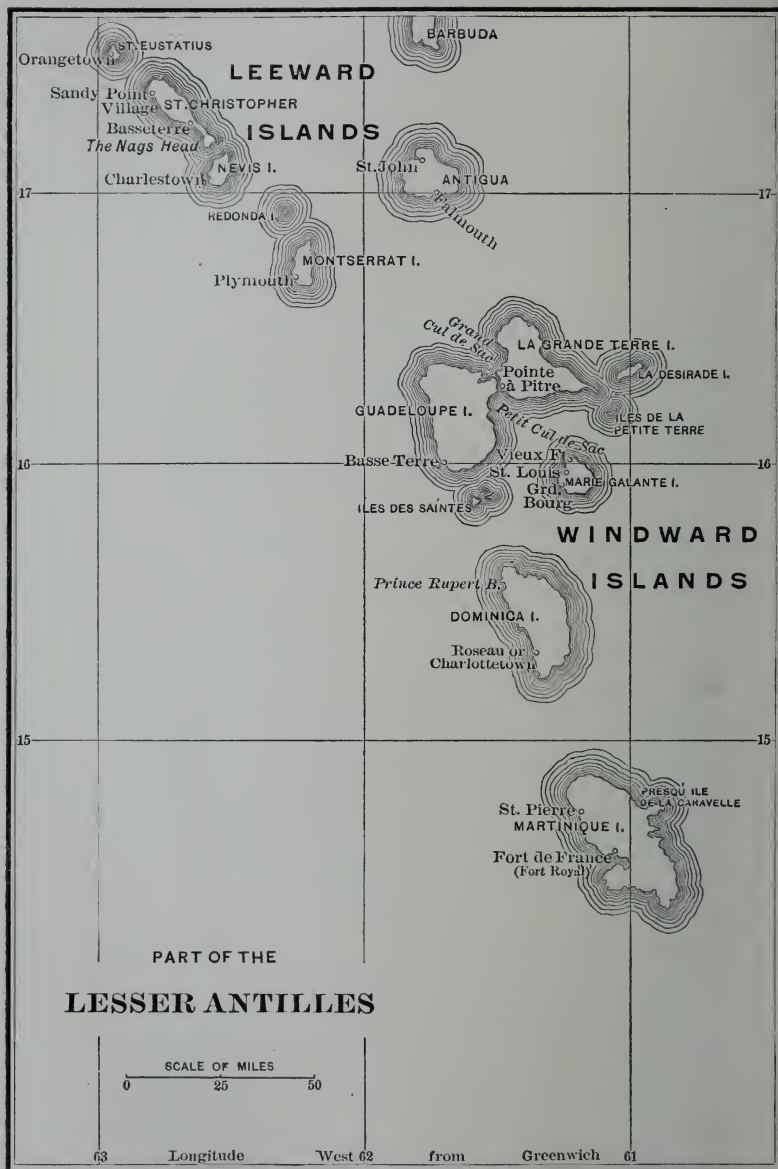 BARBUDA
ST. EUSTATIUS
Orangetown
LEEWARD
ISLANDS
Sandy Point
Village
ST. CHRISTOPHER
Basseterre
The Nags Head
NEVIS I.
Charlestown
St. John
ANTIGUA
Falmouth
17
17
REDONDA I.
MONTSERRAT I.
Plymouth
Grand
Cul de Sac
LA GRANDE TERRE I.
LA DESIRADE I.
Pointe
à Pitre
GUADELOUPE I.
ILES DE LA
PETITE TERRE
Petit Cul de Sac
Vieux Ft.
Basse Terre
16
16
St. Louis
MARIE GALANTE I.
Grd.
Bourg
ILES DES SAINTES
WINDWARD
ISLANDS
Prince Rupert B.
DOMINICA I.
Roseau or
Charlottetown
15
15
PRESQU' ILE
DE LA CARAVELLE
St. Pierre
MARTINIQUE I.
Fort de France
(Fort Royal)
PART OF THE
LESSER ANTILLES
SCALE OF MILES
0 25 50
63 Longitude West 62 from Greenwich 61